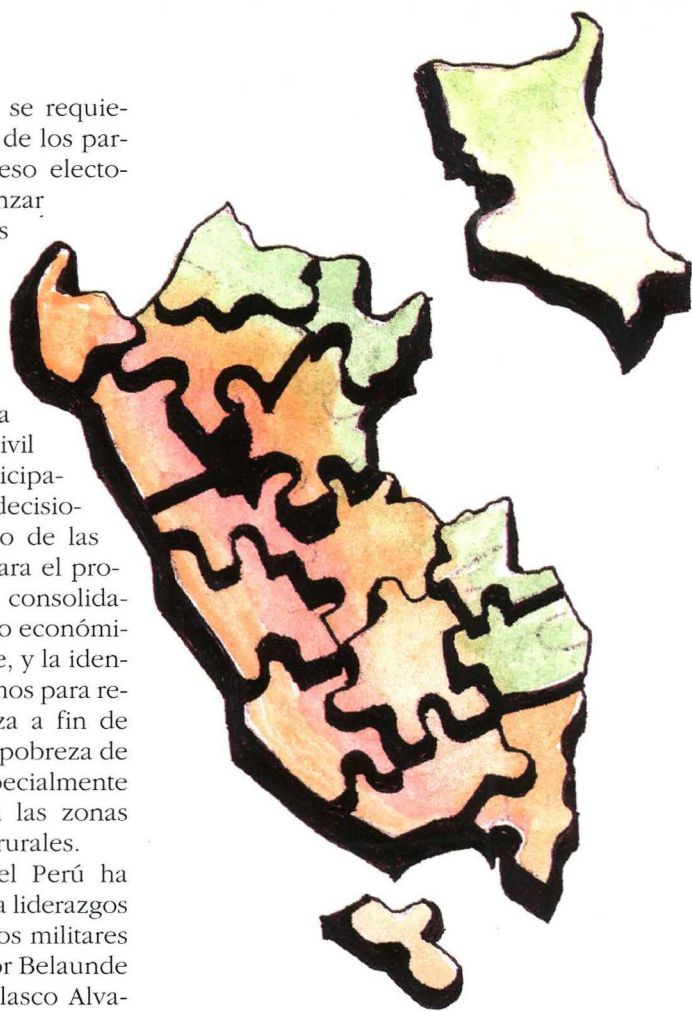 se requie-
de los par-
eso electo-
nzar
s
a
ivil
icipa-
decisio-
o de las
ara el pro-
consolida-
o económi-
e, y la iden-
nos para re-
za a fin de
pobreza de
specialmente
las zonas
rurales.
el Perú ha
a liderazgos
os militares
or Belaunde
lasco Alva-